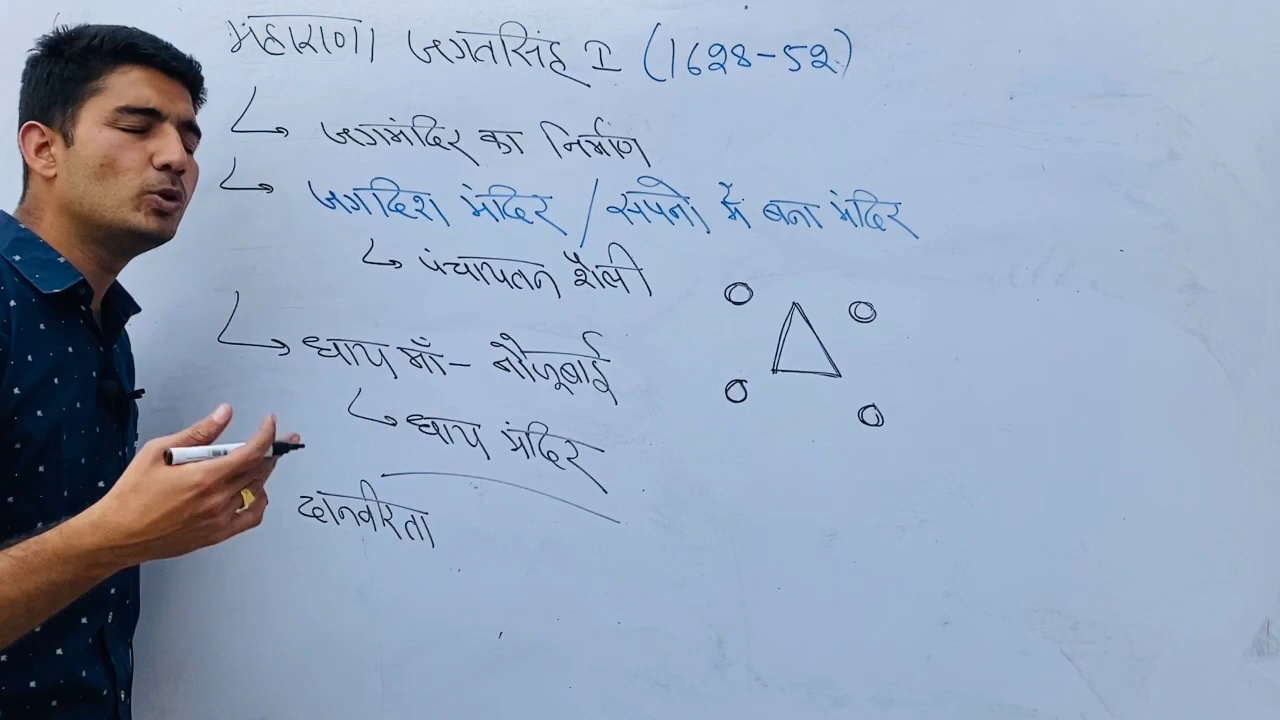 महाराणा जगतसिंह I (1628-52)
जगमंदिर का निर्माण
जगदिश मंदिर / सपनो में बना मंदिर
पंचायतन शैली
धाय माँ - नौजूबाई
धाय मंदिर
दानवीरता